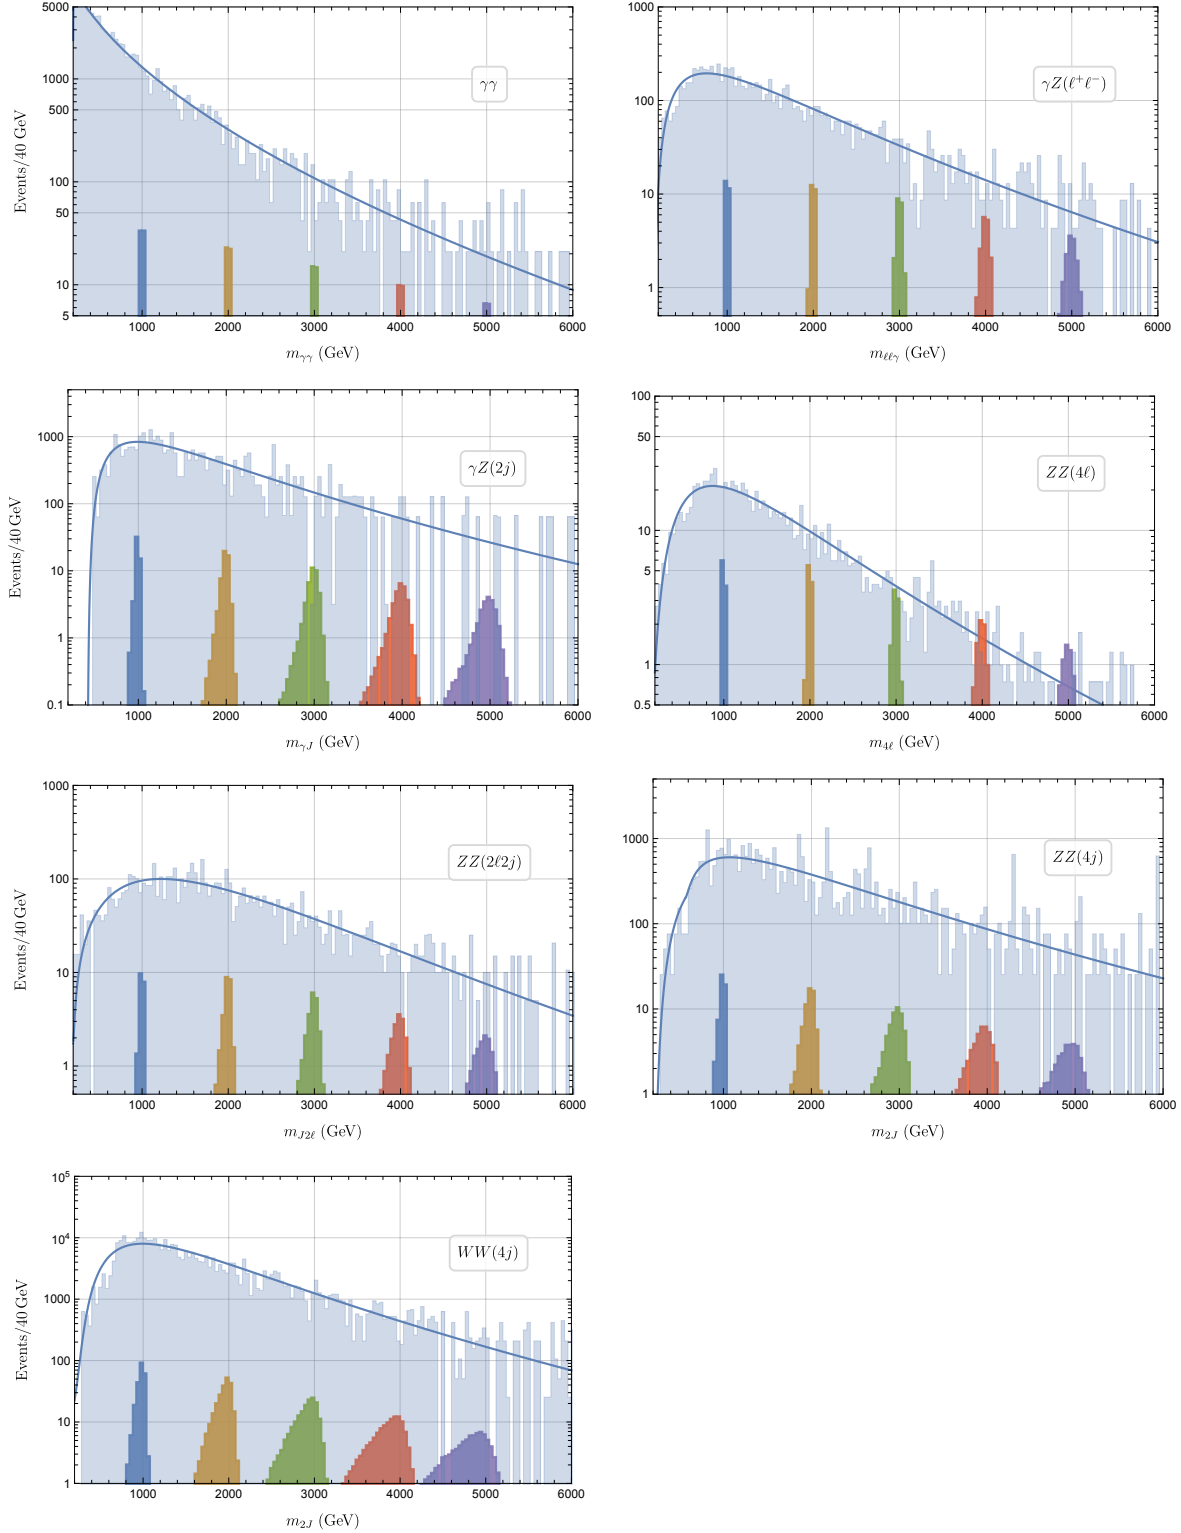 5000
1000
500
100
50
10
5
Events/40 GeV
γγ
1000 2000 3000 4000 5000 6000
m_γγ (GeV)
1000
100
10
1
γZ(ℓ⁺ℓ⁻)
1000 2000 3000 4000 5000 6000
m_ℓℓγ (GeV)
1000
100
10
1
0.1
Events/40 GeV
γZ(2j)
1000 2000 3000 4000 5000 6000
m_γJ (GeV)
100
50
10
5
1
0.5
ZZ(4ℓ)
1000 2000 3000 4000 5000 6000
m_4ℓ (GeV)
1000
100
10
1
Events/40 GeV
ZZ(2ℓ2j)
1000 2000 3000 4000 5000 6000
m_J2ℓ (GeV)
1000
100
10
1
ZZ(4j)
1000 2000 3000 4000 5000 6000
m_2J (GeV)
10⁵
10⁴
1000
100
10
1
Events/40 GeV
WW(4j)
1000 2000 3000 4000 5000 6000
m_2J (GeV)